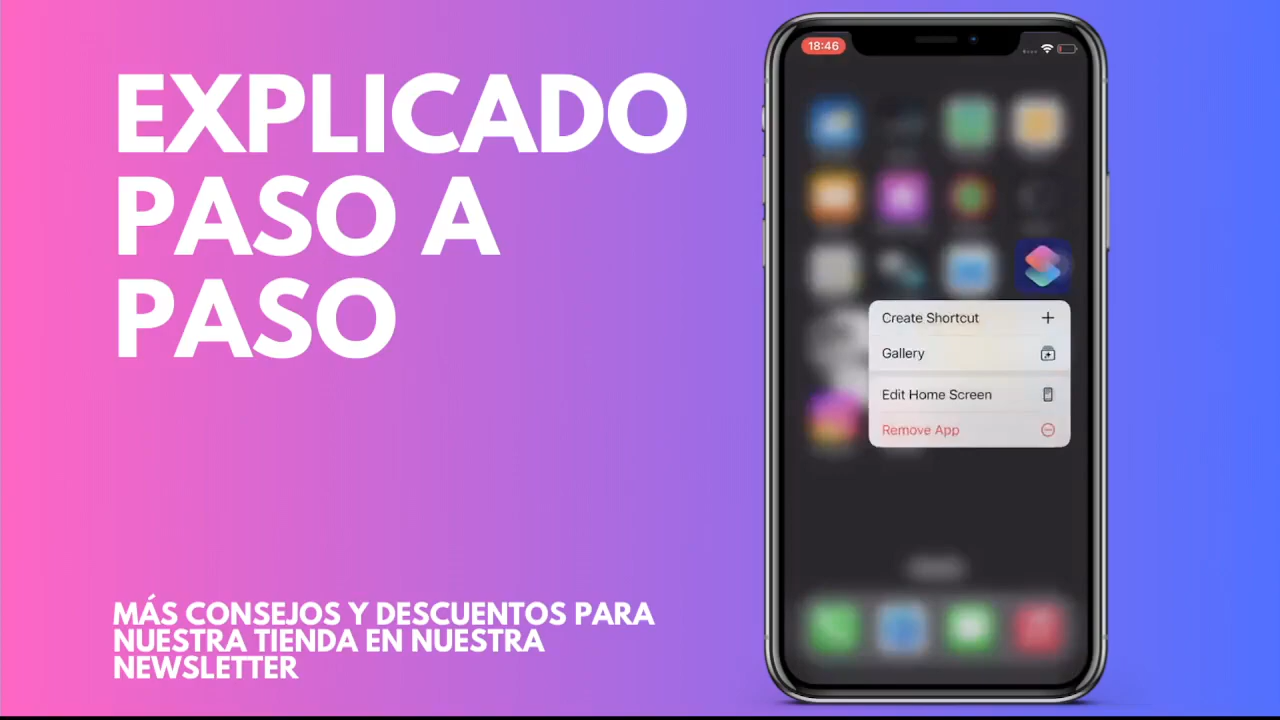 EXPLICADO
PASO A
PASO
MÁS CONSEJOS Y DESCUENTOS PARA
NUESTRA TIENDA EN NUESTRA
NEWSLETTER
18:46
Create Shortcut
Gallery
Edit Home Screen
Remove App